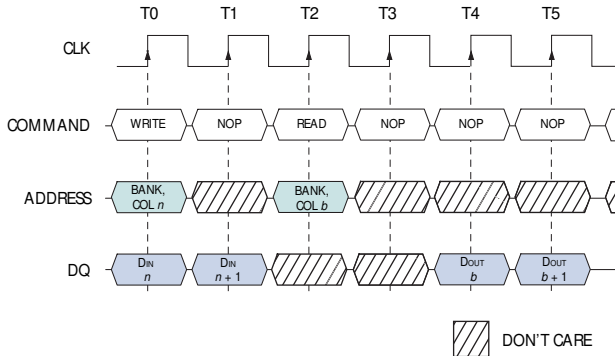 T0 T1 T2 T3 T4 T5
CLK
COMMAND WRITE NOP READ NOP NOP NOP
ADDRESS BANK, COL n BANK, COL b
DQ DIN n DIN n + 1 DOUT b DOUT b + 1
DON'T CARE